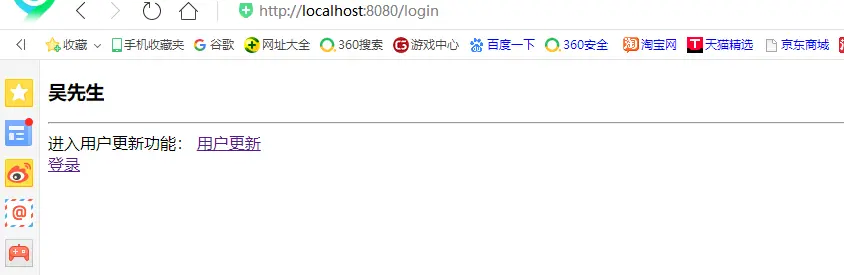 http://localhost:8080/login
收藏 手机收藏夹 谷歌 网址大全 360搜索 游戏中心 百度一下 360安全 淘宝网 天猫精选 京东商城
吴先生
进入用户更新功能： 用户更新
登录